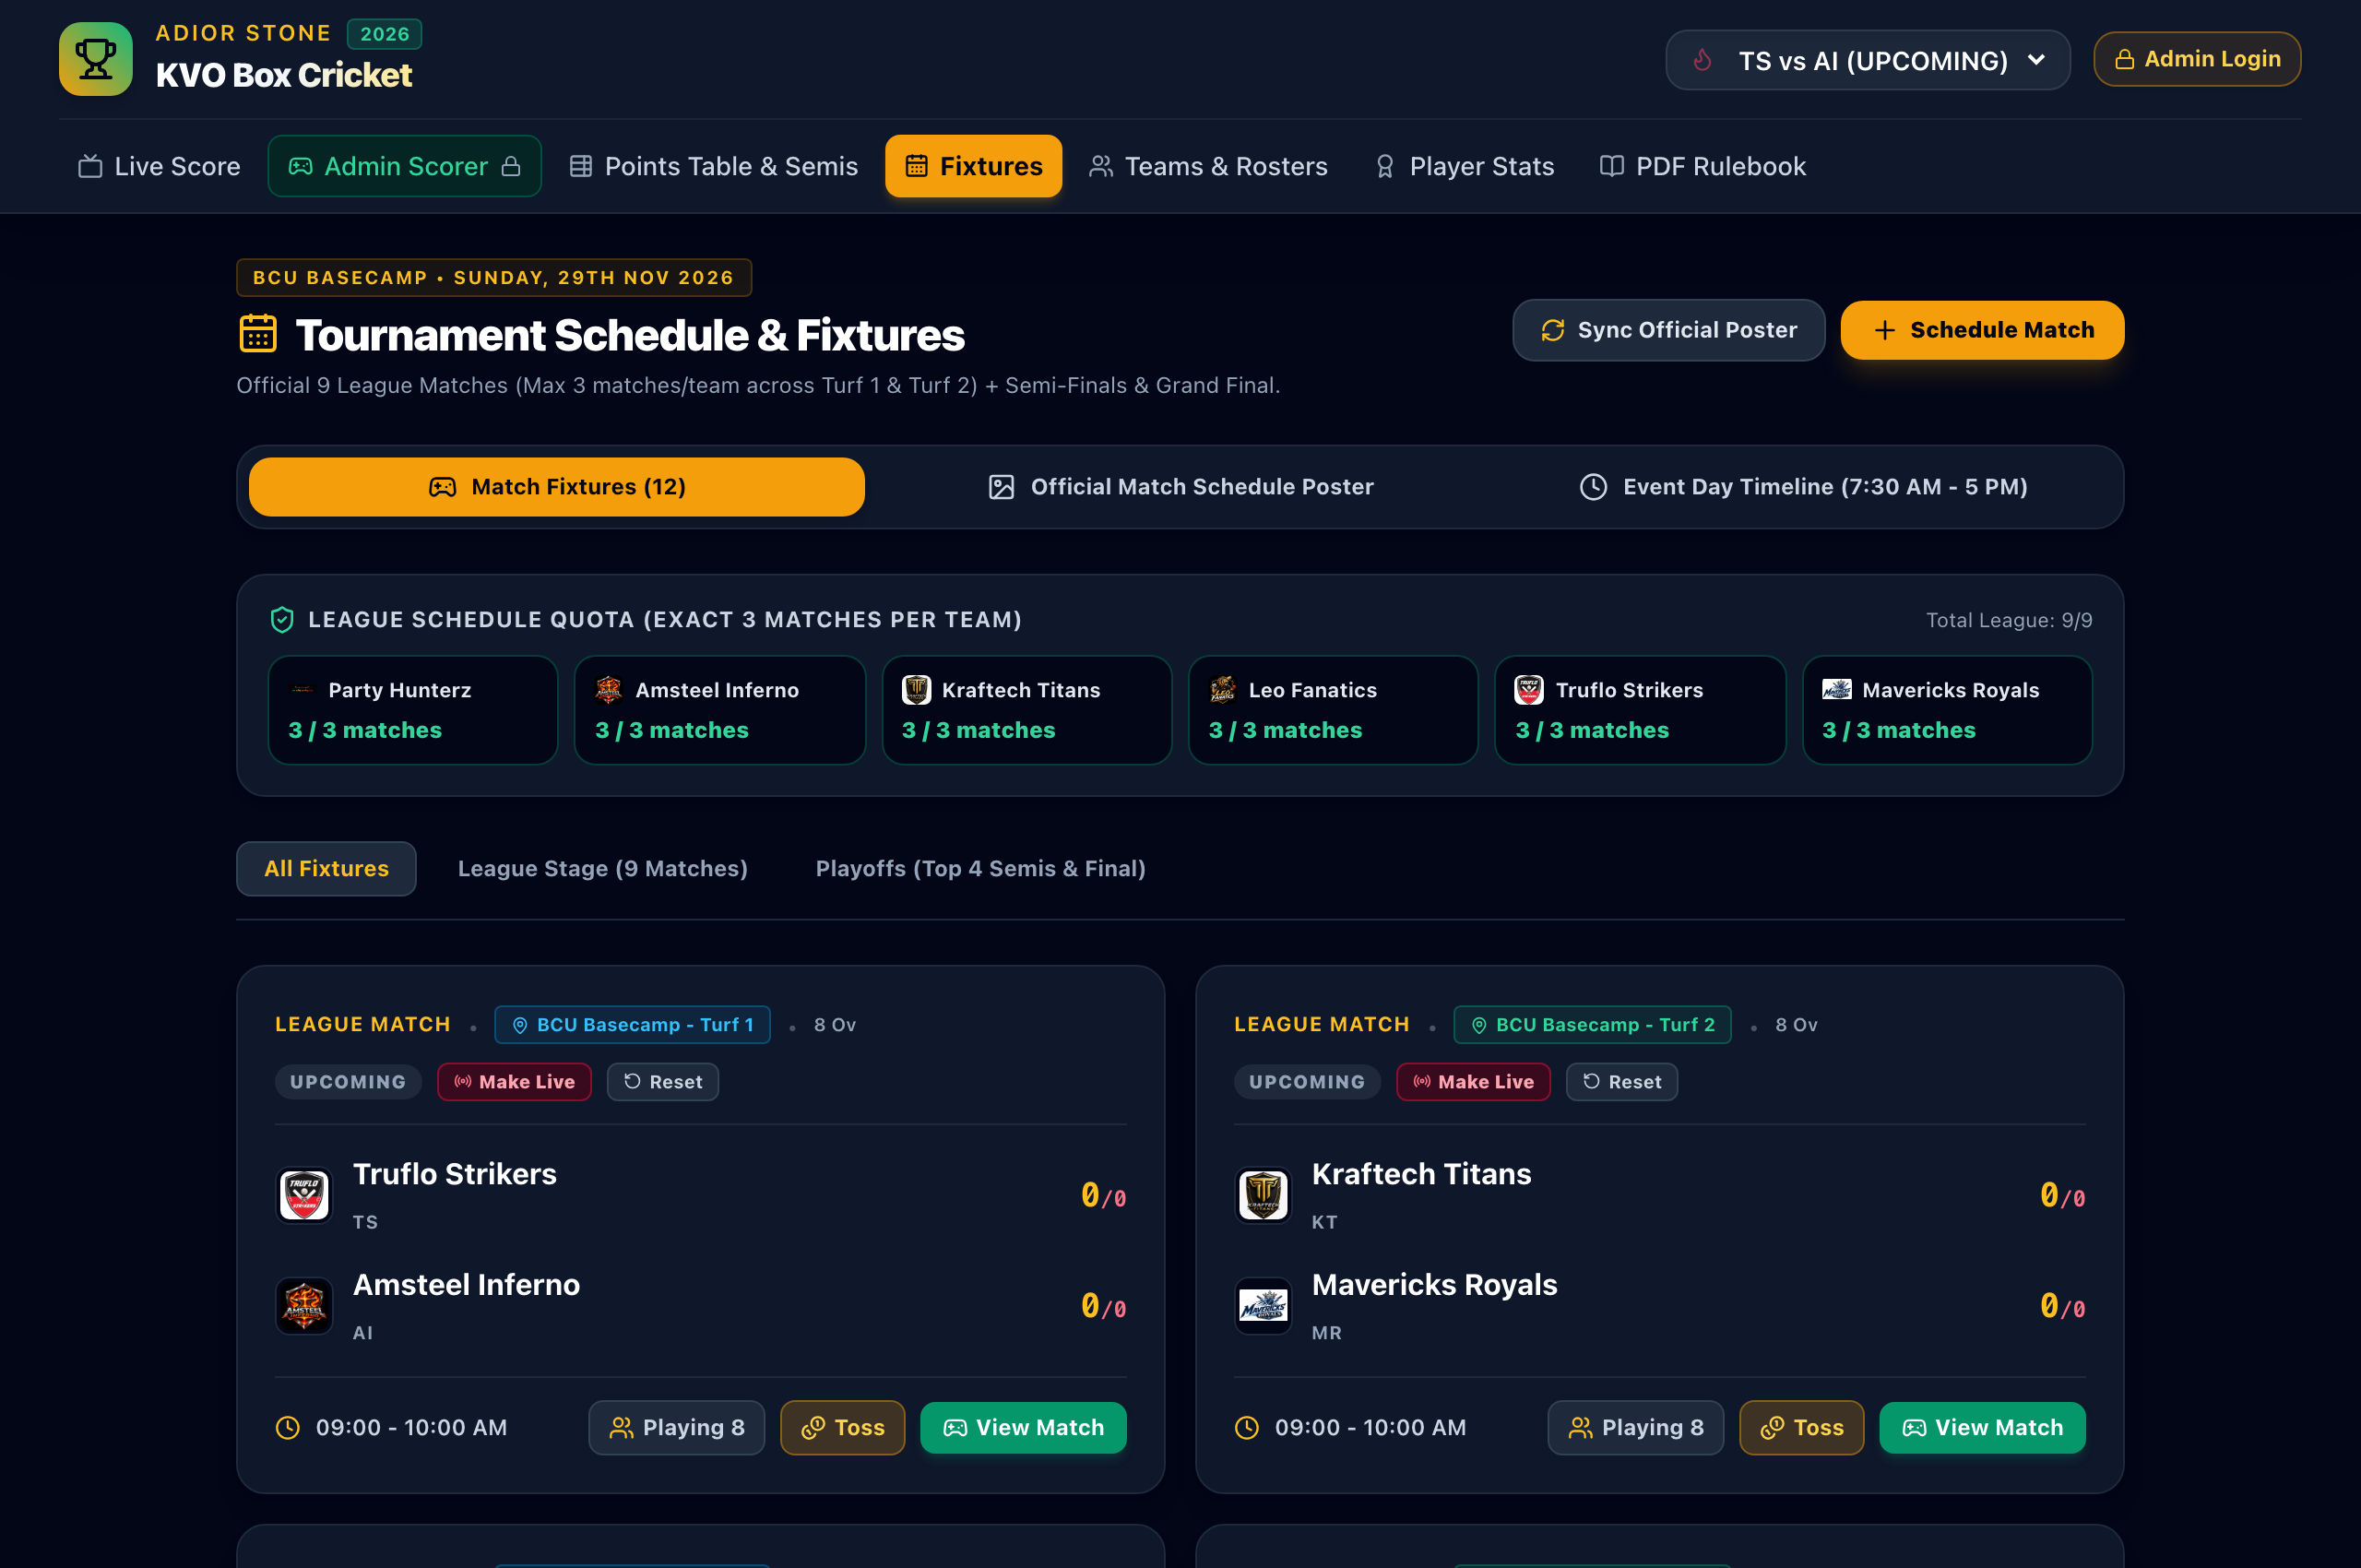 ADIOR STONE 2026
KVO Box Cricket
TS vs AI (UPCOMING)
Admin Login
Live Score
Admin Scorer
Points Table & Semis
Fixtures
Teams & Rosters
Player Stats
PDF Rulebook
BCU BASECAMP • SUNDAY, 29TH NOV 2026
Tournament Schedule & Fixtures
Official 9 League Matches (Max 3 matches/team across Turf 1 & Turf 2) + Semi-Finals & Grand Final.
Sync Official Poster
Schedule Match
Match Fixtures (12)
Official Match Schedule Poster
Event Day Timeline (7:30 AM - 5 PM)
LEAGUE SCHEDULE QUOTA (EXACT 3 MATCHES PER TEAM)
Total League: 9/9
Party Hunterz
3 / 3 matches
Amsteel Inferno
3 / 3 matches
Kraftech Titans
3 / 3 matches
Leo Fanatics
3 / 3 matches
Truflo Strikers
3 / 3 matches
Mavericks Royals
3 / 3 matches
All Fixtures
League Stage (9 Matches)
Playoffs (Top 4 Semis & Final)
LEAGUE MATCH • BCU Basecamp - Turf 1 • 8 Ov
UPCOMING Make Live Reset
TRUFLO STRIKERS
Truflo Strikers
TS
0/0
AMSTEEL INFERNO
Amsteel Inferno
AI
0/0
09:00 - 10:00 AM
Playing 8
Toss
View Match
LEAGUE MATCH • BCU Basecamp - Turf 2 • 8 Ov
UPCOMING Make Live Reset
KRAFTECH TITANS
Kraftech Titans
KT
0/0
MAVERICKS
Mavericks Royals
MR
0/0
09:00 - 10:00 AM
Playing 8
Toss
View Match